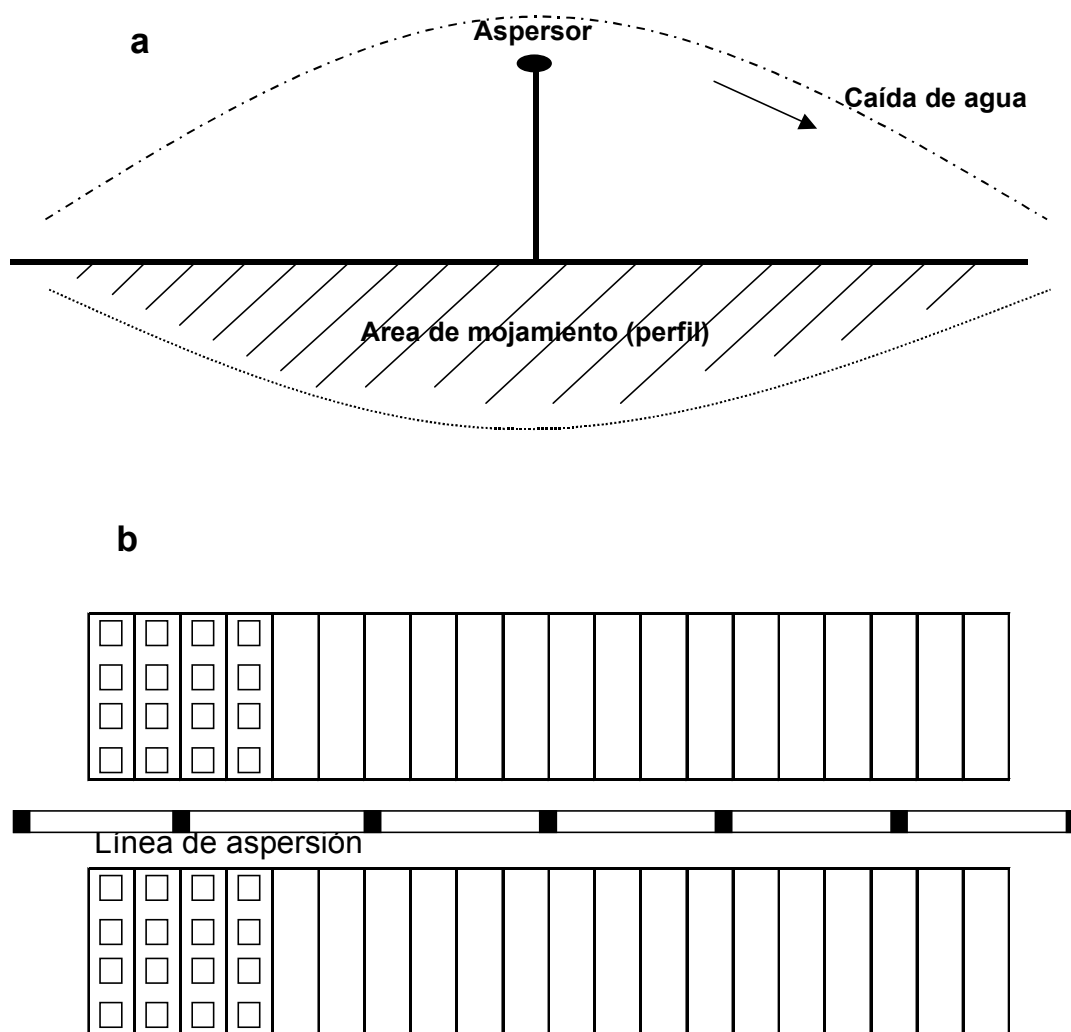 a
Aspersor
Caída de agua
Area de mojamiento (perfil)
b
Línea de aspersión